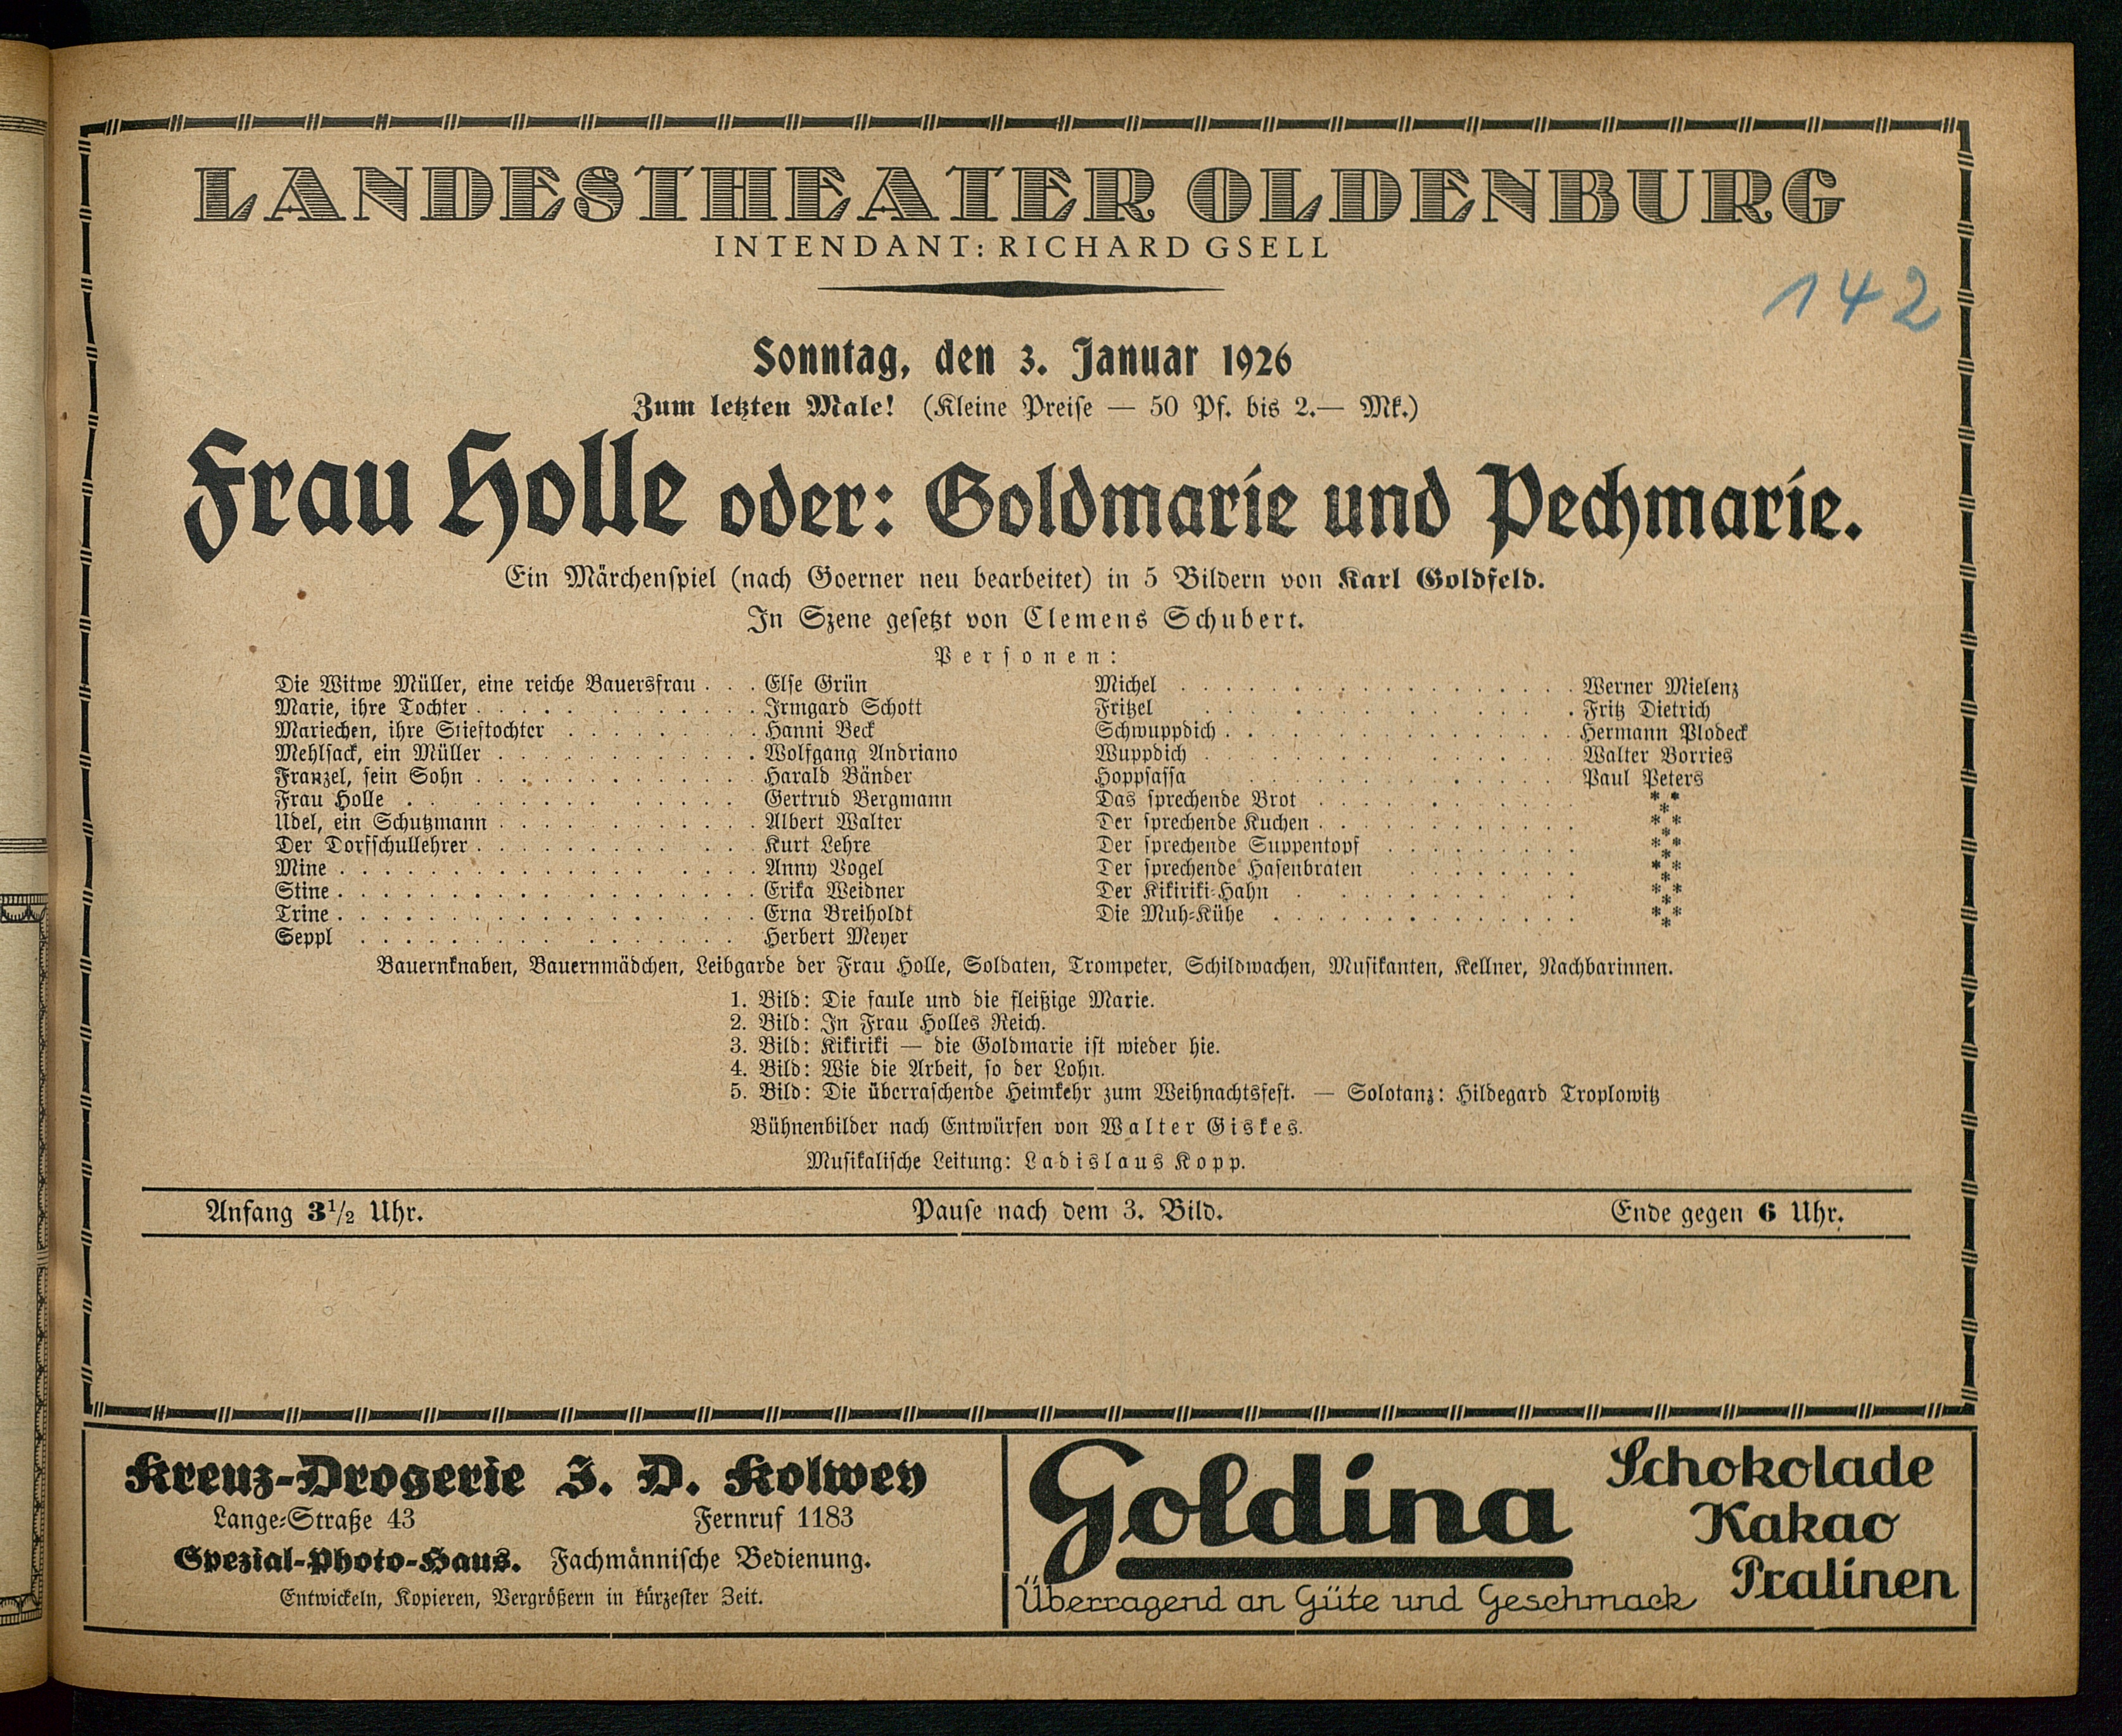 LANDESTHEATER OLDENBURG
INTENDANT: RICHARD GSELL
142
Sonntag, den 3. Januar 1926
Zum letzten Male! (Kleine Preise — 50 Pf. bis 2.— Mk.)
Frau Holle oder: Goldmarie und Pechmarie.
Ein Märchenspiel (nach Goerner neu bearbeitet) in 5 Bildern von Karl Goldfeld.
In Szene gesetzt von Clemens Schubert.
Personen:
Die Witwe Müller, eine reiche Bauersfrau . . . Else Grün
Marie, ihre Tochter . . . Irmgard Schott
Mariechen, ihre Stieftochter . . . Hanni Beck
Mehlsack, ein Müller . . . Wolfgang Andriano
Franzel, sein Sohn . . . Harald Bänder
Frau Holle . . . Gertrud Bergmann
Udel, ein Schutzmann . . . Albert Walter
Der Dorfschullehrer . . . Kurt Lehre
Mine . . . Anny Vogel
Stine . . . Erika Weidner
Trine . . . Erna Breiholdt
Seppl . . . Herbert Meyer
Michel . . . Werner Mielenz
Fritzel . . . Fritz Dietrich
Schwuppdich . . . Hermann Plodeck
Wuppdich . . . Walter Borries
Hoppsassa . . . Paul Peters
Das sprechende Brot . . . * * *
Der sprechende Kuchen . . . * * *
Der sprechende Suppentopf . . . * * *
Der sprechende Hasenbraten . . . * * *
Der Kikiriki-Hahn . . . * * *
Die Muh-Kühe . . . * * *
Bauernknaben, Bauernmädchen, Leibgarde der Frau Holle, Soldaten, Trompeter, Schildwachen, Musikanten, Kellner, Nachbarinnen.
1. Bild: Die faule und die fleißige Marie.
2. Bild: In Frau Holles Reich.
3. Bild: Kikiriki — die Goldmarie ist wieder hie.
4. Bild: Wie die Arbeit, so der Lohn.
5. Bild: Die überraschende Heimkehr zum Weihnachtsfest. — Solotanz: Hildegard Troplowitz
Bühnenbilder nach Entwürfen von Walter Giskes.
Musikalische Leitung: Ladislaus Kopp.
Anfang 3 1/2 Uhr. Pause nach dem 3. Bild. Ende gegen 6 Uhr.
Kreuz-Drogerie J. D. Kolwey
Lange-Straße 43 Fernruf 1183
Spezial-Photo-Haus. Fachmännische Bedienung.
Entwickeln, Kopieren, Vergrößern in kürzester Zeit.
Goldina
Überragend an Güte und Geschmack
Schokolade
Kakao
Pralinen